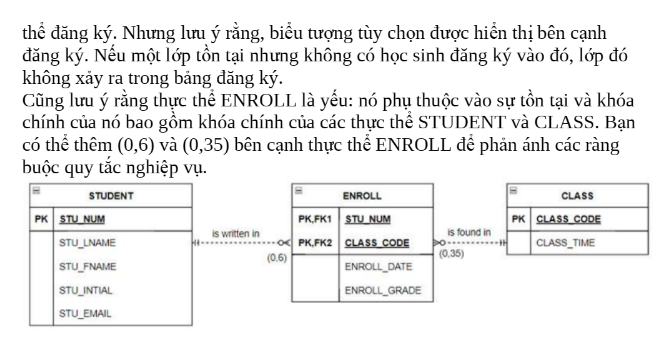 thể đăng ký. Nhưng lưu ý rằng, biểu tượng tùy chọn được hiển thị bên cạnh
đăng ký. Nếu một lớp tồn tại nhưng không có học sinh đăng ký vào đó, lớp đó
không xảy ra trong bảng đăng ký.
Cũng lưu ý rằng thực thể ENROLL là yếu: nó phụ thuộc vào sự tồn tại và khóa
chính của nó bao gồm khóa chính của các thực thể STUDENT và CLASS. Bạn
có thể thêm (0,6) và (0,35) bên cạnh thực thể ENROLL để phản ánh các ràng
buộc quy tắc nghiệp vụ.
STUDENT
PK STU_NUM
STU_LNAME
STU_FNAME
STU_INTIAL
STU_EMAIL
is written in
(0,6)
ENROLL
PK,FK1 STU_NUM
PK,FK2 CLASS_CODE
ENROLL_DATE
ENROLL_GRADE
is found in
(0,35)
CLASS
PK CLASS_CODE
CLASS_TIME